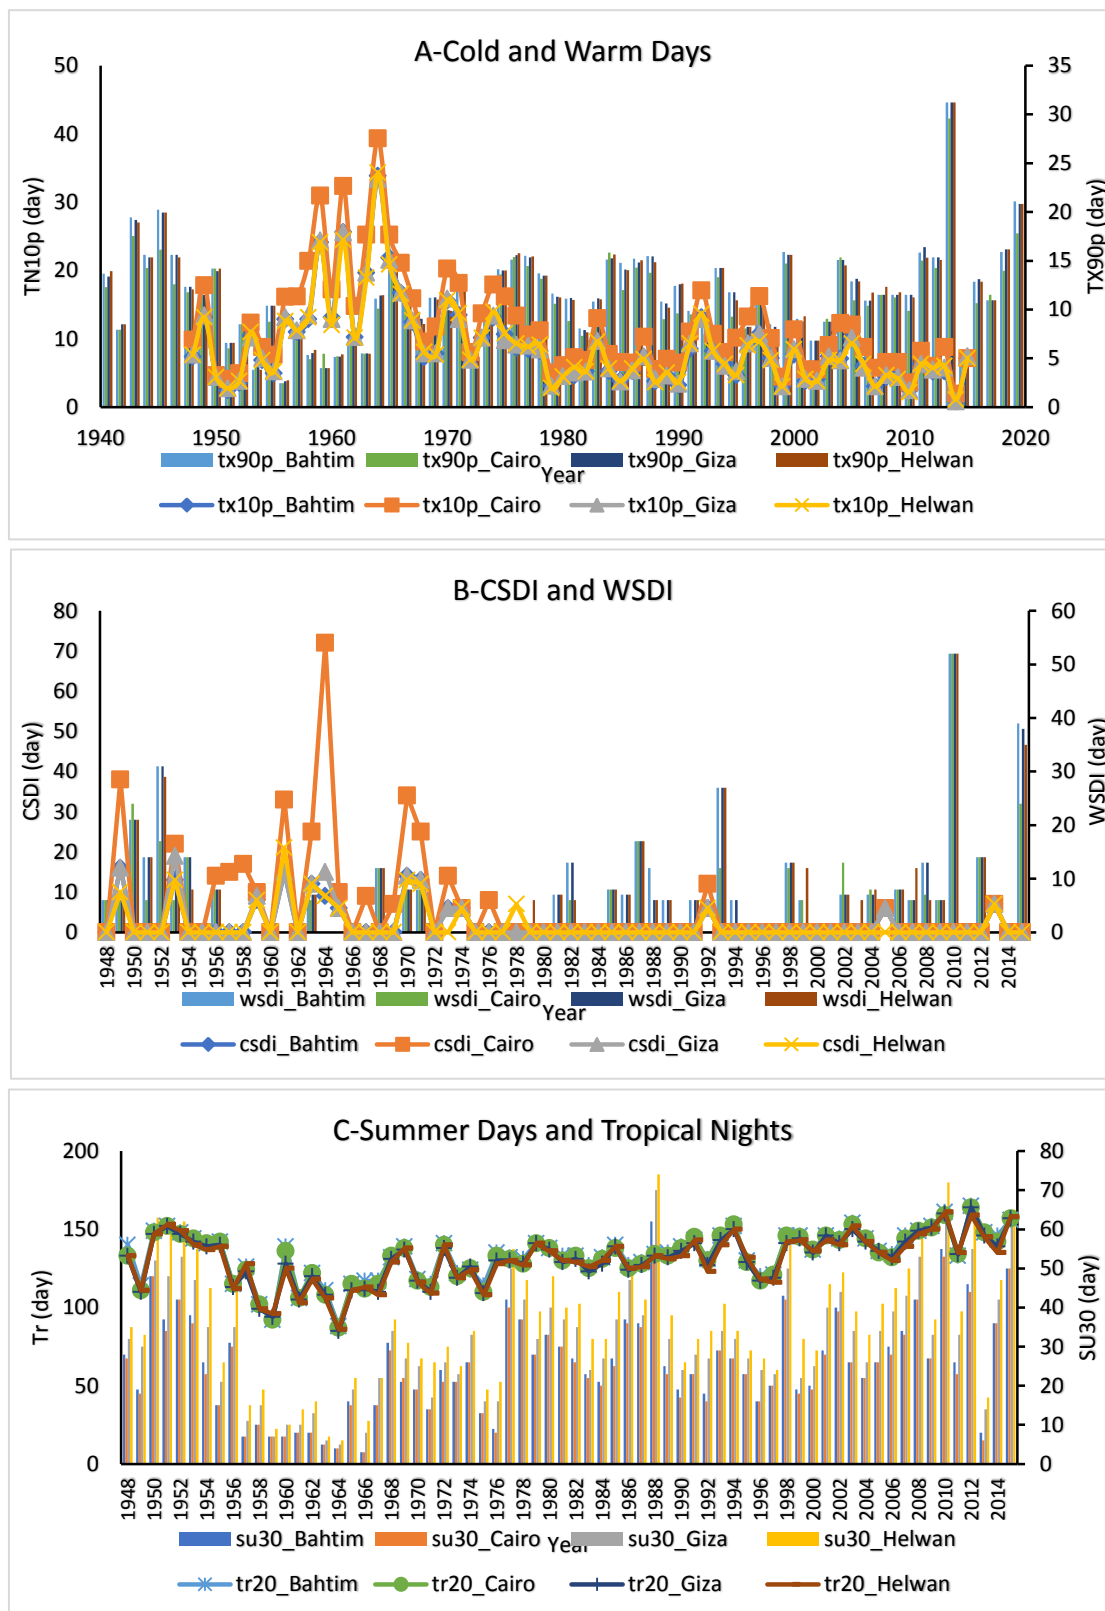 A-Cold and Warm Days
50 35
40 30
30 25
20 20
10 15
0 10
5
0
TN10p (day)
TX90p (day)
1940 1950 1960 1970 1980 1990 2000 2010 2020
Year
tx90p_Bahtim tx90p_Cairo tx90p_Giza tx90p_Helwan
tx10p_Bahtim tx10p_Cairo tx10p_Giza tx10p_Helwan
B-CSDI and WSDI
80 60
70 50
60 40
50 30
40 20
30 10
20 0
10
0
CSDI (day)
WSDI (day)
1948 1950 1952 1954 1956 1958 1960 1962 1964 1966 1968 1970 1972 1974 1976 1978 1980 1982 1984 1986 1988 1990 1992 1994 1996 1998 2000 2002 2004 2006 2008 2010 2012 2014
Year
wsdi_Bahtim wsdi_Cairo wsdi_Giza wsdi_Helwan
csdi_Bahtim csdi_Cairo csdi_Giza csdi_Helwan
C-Summer Days and Tropical Nights
200 80
150 70
100 60
50 50
0 40
30
20
10
0
Tr (day)
SU30 (day)
1948 1950 1952 1954 1956 1958 1960 1962 1964 1966 1968 1970 1972 1974 1976 1978 1980 1982 1984 1986 1988 1990 1992 1994 1996 1998 2000 2002 2004 2006 2008 2010 2012 2014
Year
su30_Bahtim su30_Cairo su30_Giza su30_Helwan
tr20_Bahtim tr20_Cairo tr20_Giza tr20_Helwan